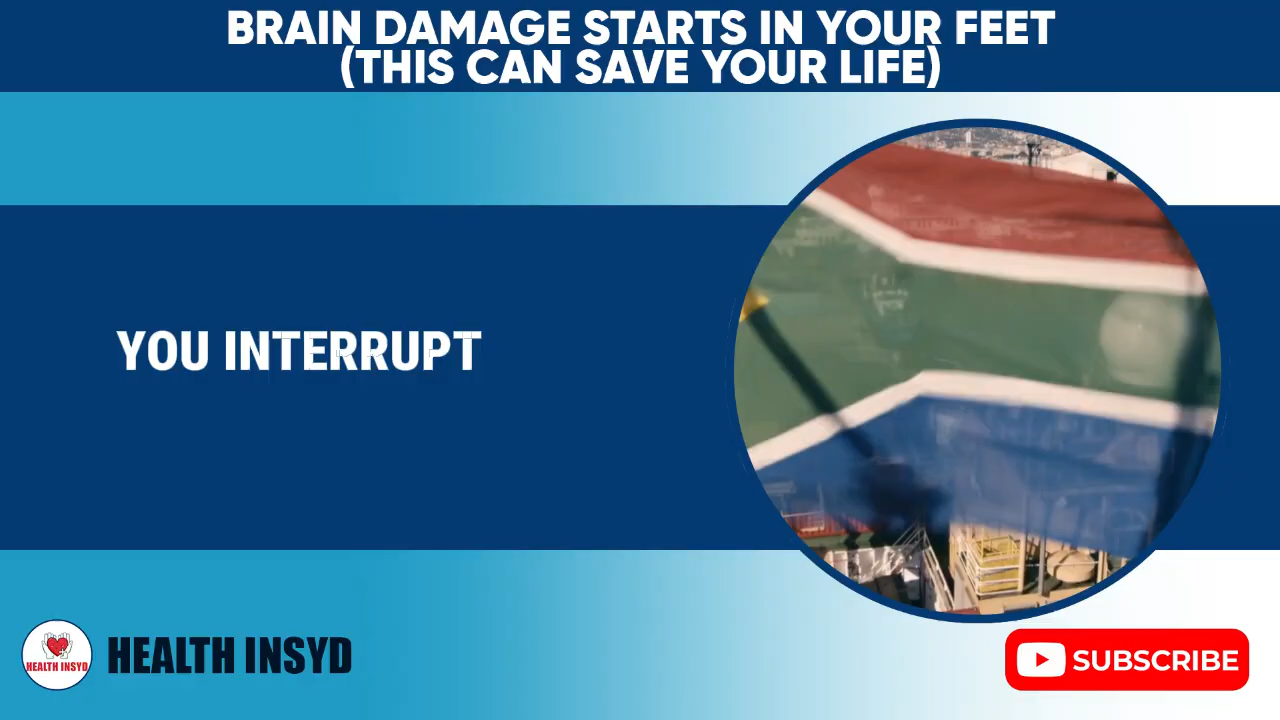 BRAIN DAMAGE STARTS IN YOUR FEET
(THIS CAN SAVE YOUR LIFE)
YOU INTERRUPT
HEALTH INSYD
HEALTH INSYD
SUBSCRIBE